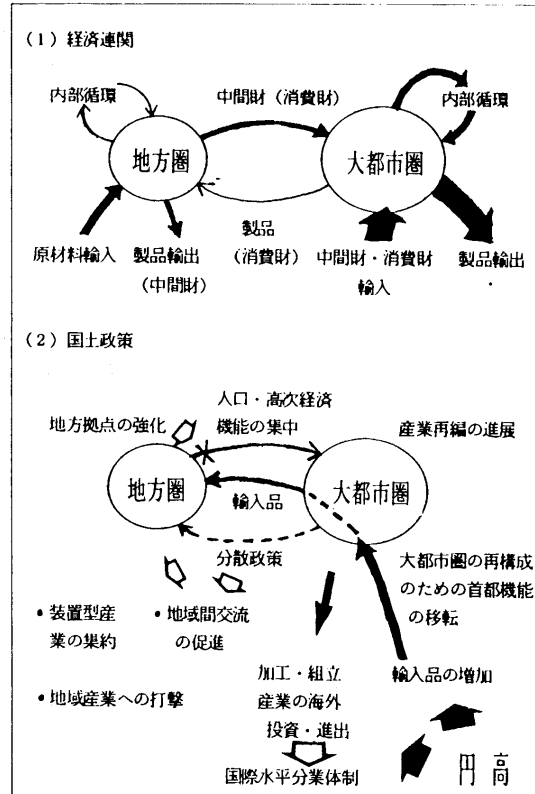 (1)経済連関
内部循環
中間財(消費財)
内部循環
地方圏
大都市圏
製品
(消費財)
原材料輸入
製品輸出
(中間財)
中間財・消費財
輸入
製品輸出
(2)国土政策
人口・高次経済
機能の集中
地方拠点の強化
産業再編の進展
地方圏
輸入品
大都市圏
分散政策
大都市圏の再構成
のための首都機能
の移転
・装置型産
業の集約
・地域間交流
の促進
・地域産業への打撃
加工・組立
産業の海外
投資・進出
輸入品の増加
国際水平分業体制
円高